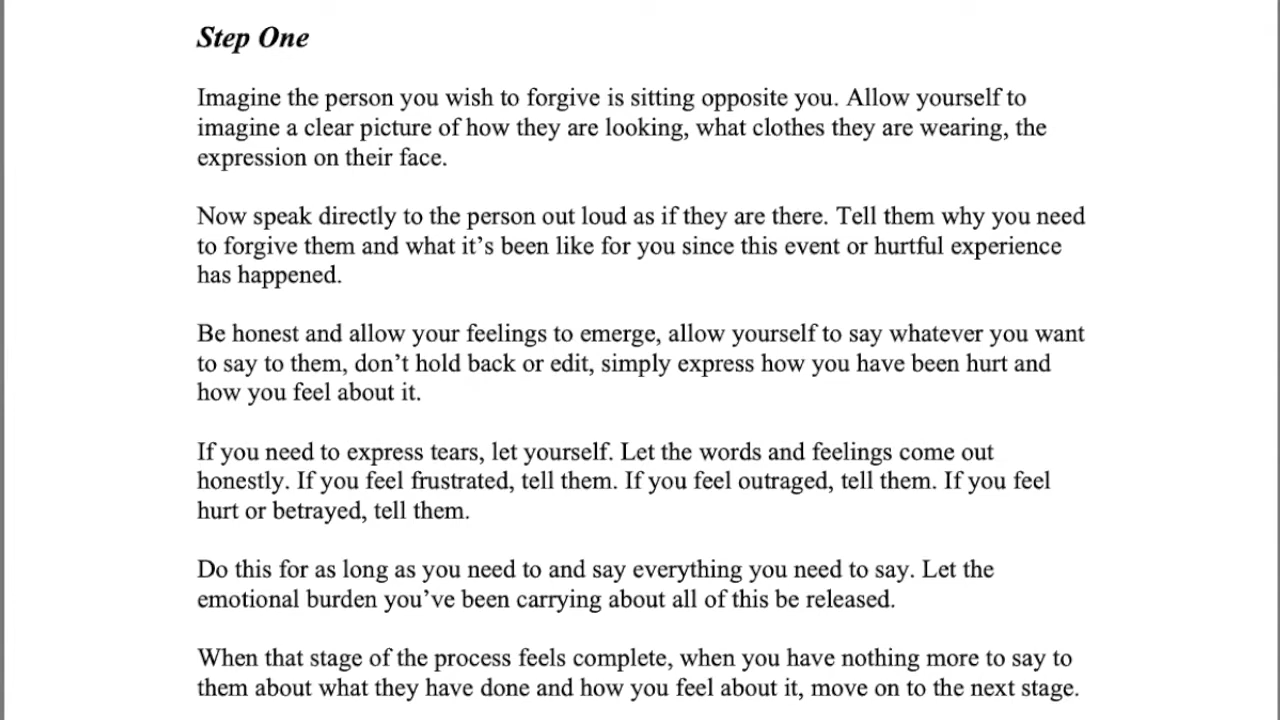 Step One
Imagine the person you wish to forgive is sitting opposite you. Allow yourself to
imagine a clear picture of how they are looking, what clothes they are wearing, the
expression on their face.
Now speak directly to the person out loud as if they are there. Tell them why you need
to forgive them and what it’s been like for you since this event or hurtful experience
has happened.
Be honest and allow your feelings to emerge, allow yourself to say whatever you want
to say to them, don’t hold back or edit, simply express how you have been hurt and
how you feel about it.
If you need to express tears, let yourself. Let the words and feelings come out
honestly. If you feel frustrated, tell them. If you feel outraged, tell them. If you feel
hurt or betrayed, tell them.
Do this for as long as you need to and say everything you need to say. Let the
emotional burden you’ve been carrying about all of this be released.
When that stage of the process feels complete, when you have nothing more to say to
them about what they have done and how you feel about it, move on to the next stage.